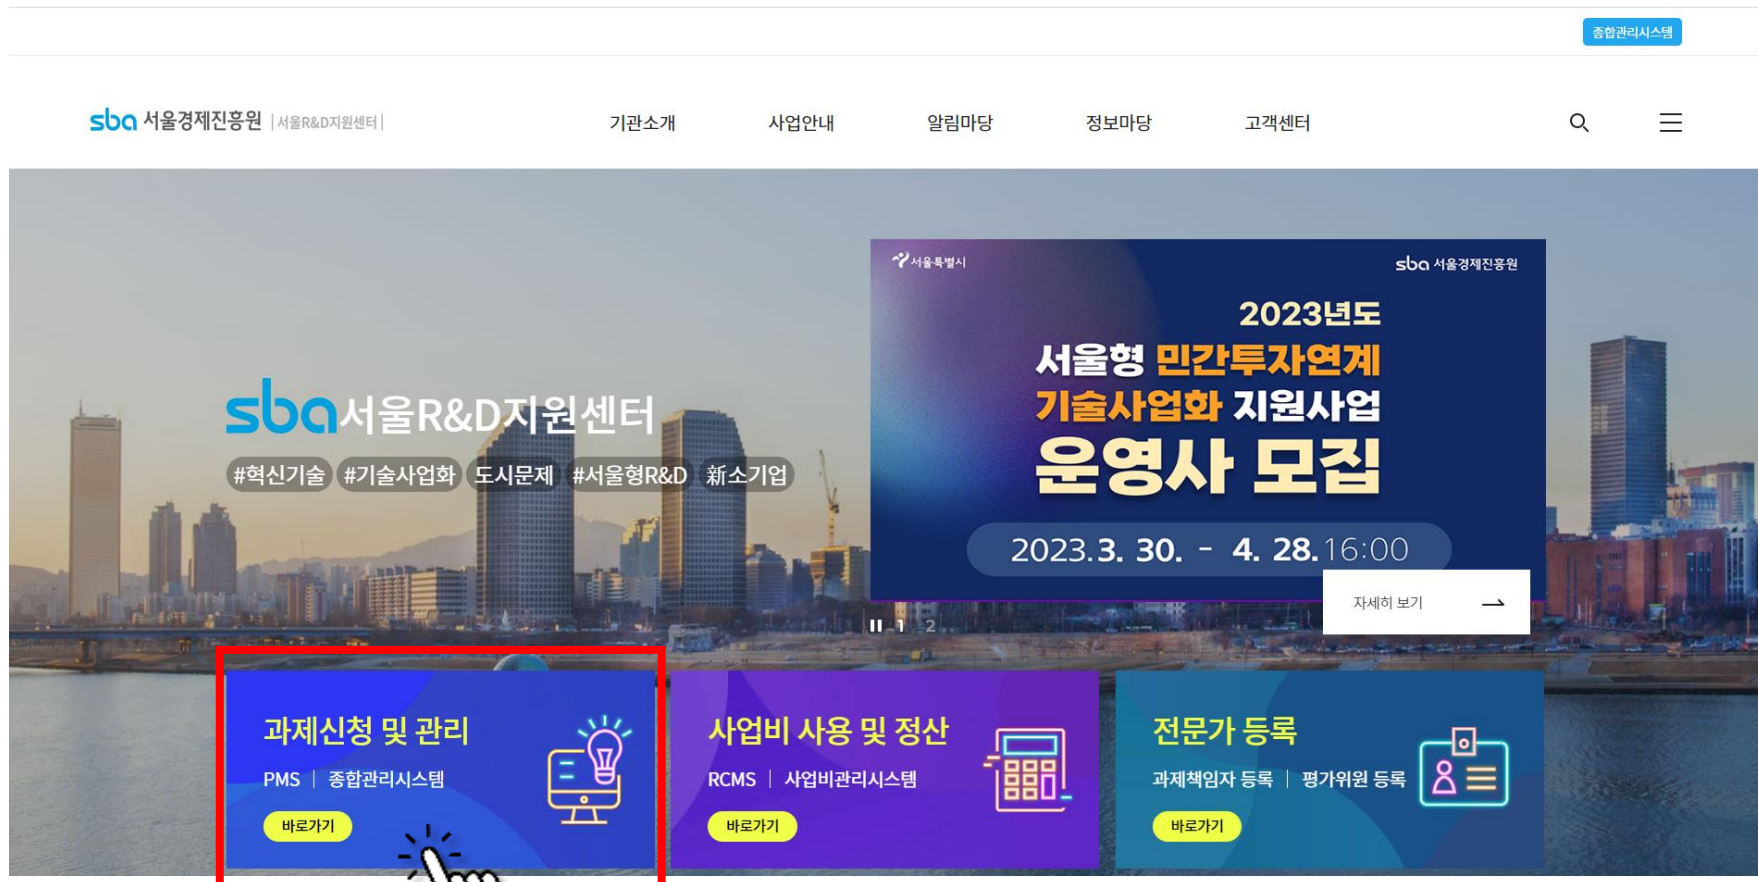 종합관리시스템
sba 서울경제진흥원 |서울R&D지원센터|
기관소개 사업안내 알림마당 정보마당 고객센터
서울특별시
sba 서울경제진흥원
2023년도
서울형 민간투자연계
기술사업화 지원사업
운영사 모집
2023.3. 30. - 4. 28.16:00
자세히 보기
1 2
sba서울R&D지원센터
#혁신기술 #기술사업화 도시문제 #서울형R&D 新소기업
과제신청 및 관리
PMS | 종합관리시스템
바로가기
사업비 사용 및 정산
RCMS | 사업비관리시스템
바로가기
전문가 등록
과제책임자 등록 | 평가위원 등록
바로가기